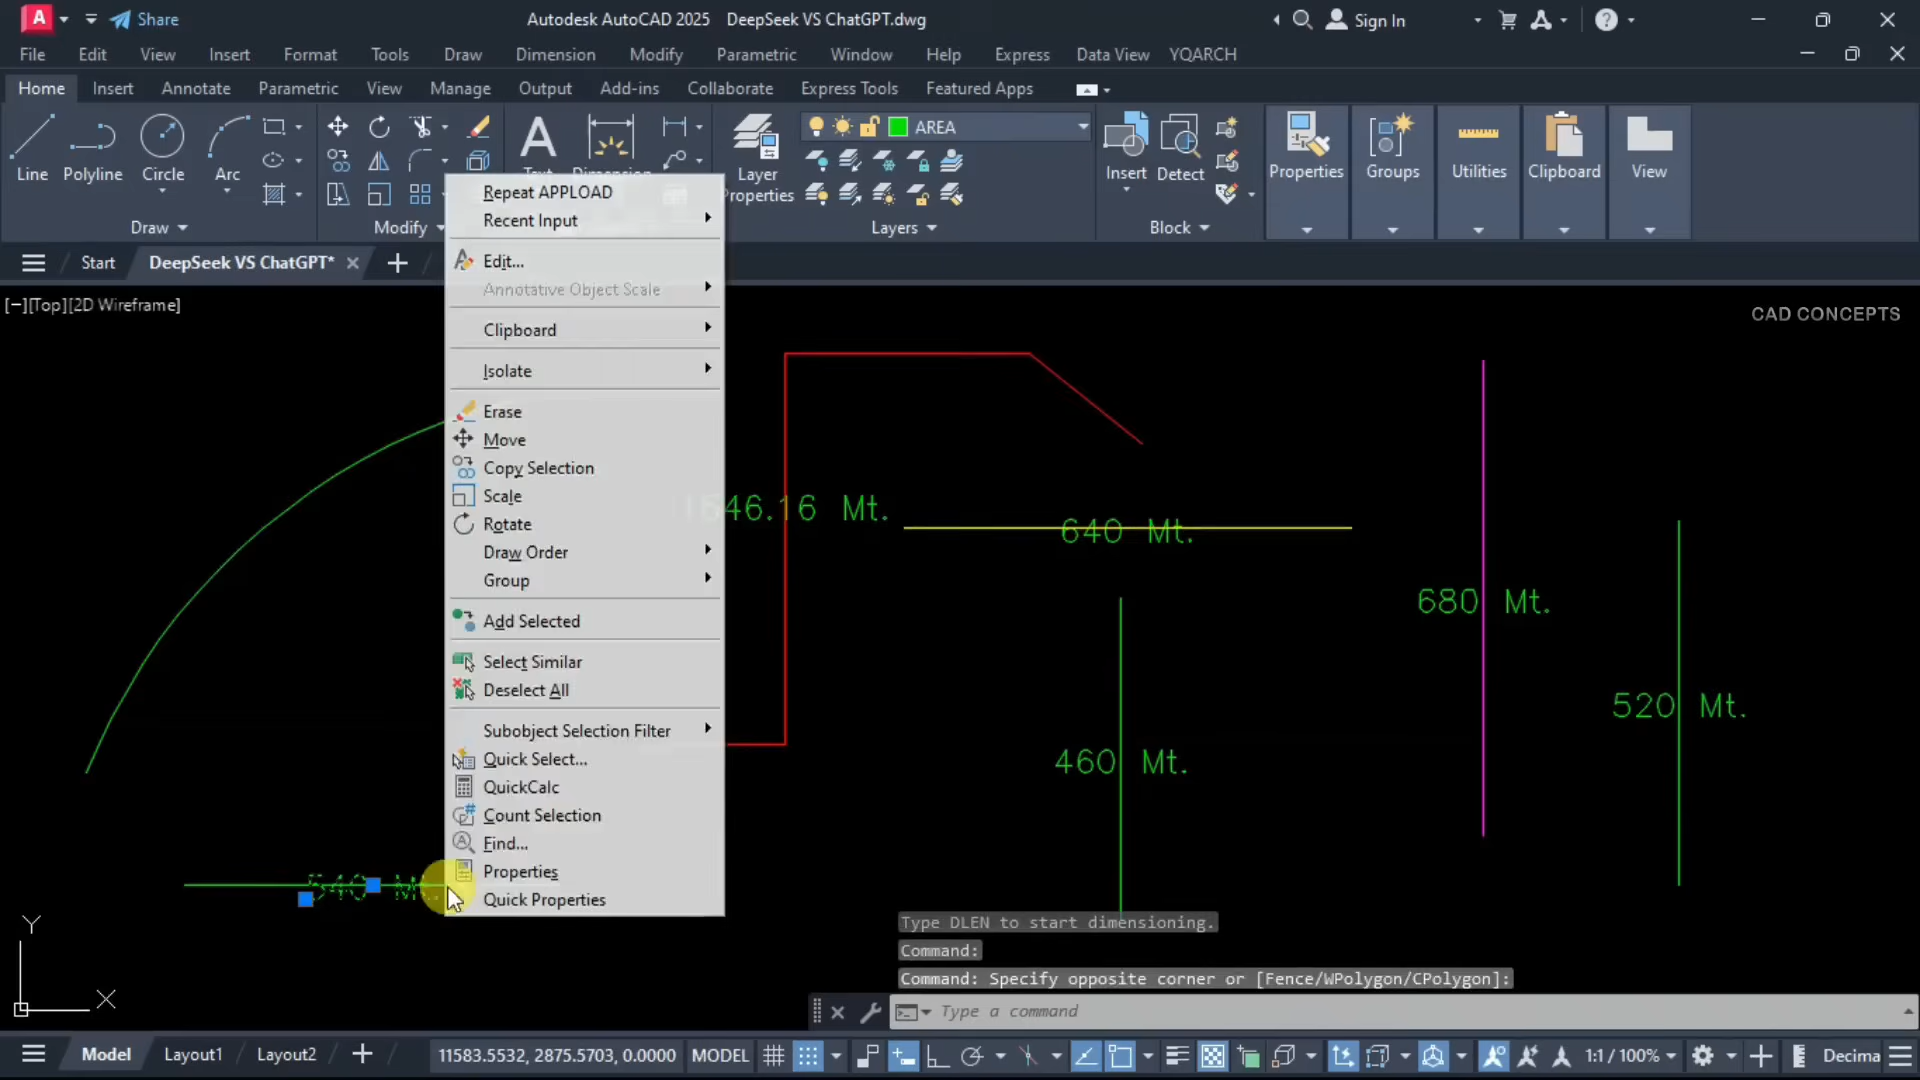 A Share Autodesk AutoCAD 2025 DeepSeek VS ChatGPT.dwg Sign In
File Edit View Insert Format Tools Draw Dimension Modify Parametric Window Help Express Data View YQARCH
Home Insert Annotate Parametric View Manage Output Add-ins Collaborate Express Tools Featured Apps
AREA
Line Polyline Circle Arc Layer Properties Insert Detect Properties Groups Utilities Clipboard View
Draw Modify Layers Block
Start DeepSeek VS ChatGPT*
[−][Top][2D Wireframe]
CAD CONCEPTS
Repeat APPLOAD
Recent Input
Edit...
Annotative Object Scale
Clipboard
Isolate
Erase
Move
Copy Selection
Scale
Rotate
Draw Order
Group
Add Selected
Select Similar
Deselect All
Subobject Selection Filter
Quick Select...
QuickCalc
Count Selection
Find...
Properties
Quick Properties
1646.16 Mt.
640 Mt.
680 Mt.
520 Mt.
460 Mt.
540
Y
X
Type DLEN to start dimensioning.
Command:
Command: Specify opposite corner or [Fence/WPolygon/CPolygon]:
Type a command
Model Layout1 Layout2 11583.5532, 2875.5703, 0.0000 MODEL 1:1 / 100% Decima